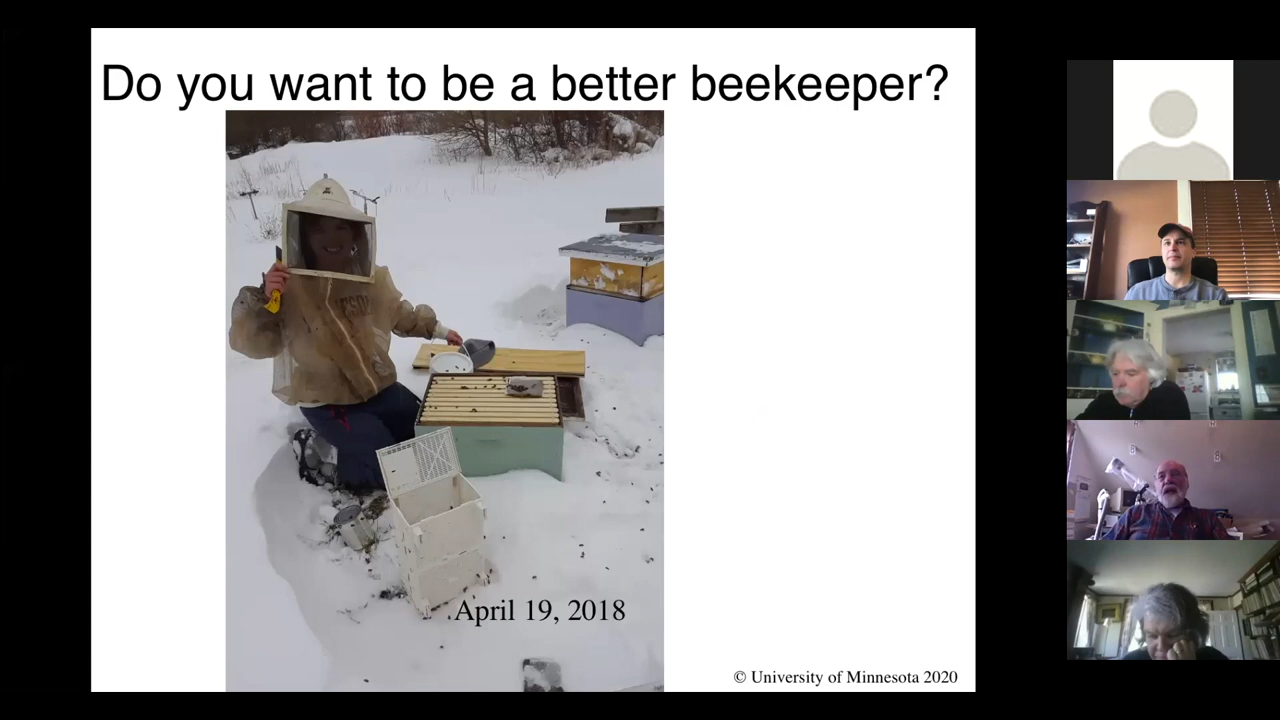 Do you want to be a better beekeeper?
April 19, 2018
© University of Minnesota 2020